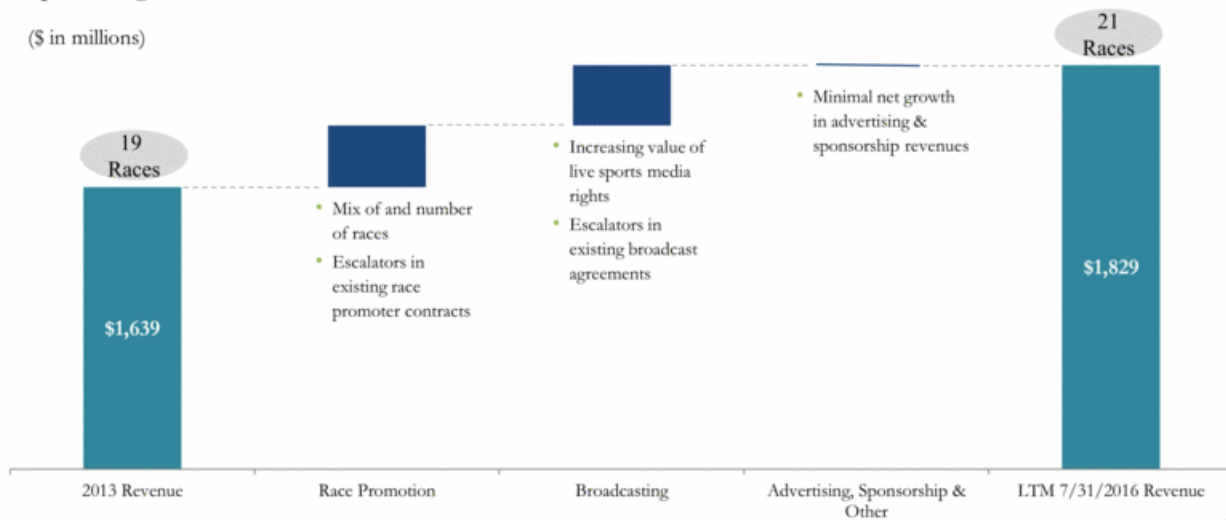 ($ in millions)
19
Races
21
Races
• Minimal net growth
in advertising &
sponsorship revenues
• Increasing value of
live sports media
rights
• Escalators in
existing broadcast
agreements
• Mix of and number
of races
• Escalators in
existing race
promoter contracts
$1,639
$1,829
2013 Revenue
Race Promotion
Broadcasting
Advertising, Sponsorship &
Other
LTM 7/31/2016 Revenue